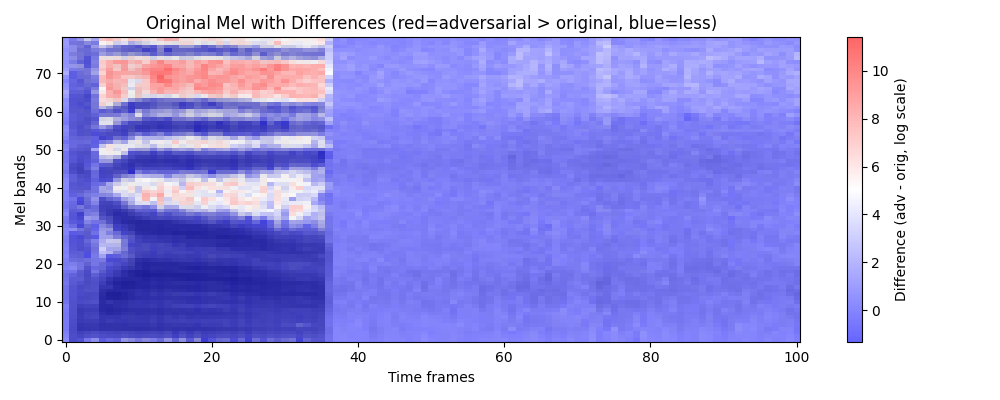 Original Mel with Differences (red=adversarial > original, blue=less)
70
60
50
40
30
20
10
0
Mel bands
0 20 40 60 80 100
Time frames
10
8
6
4
2
0
Difference (adv - orig, log scale)